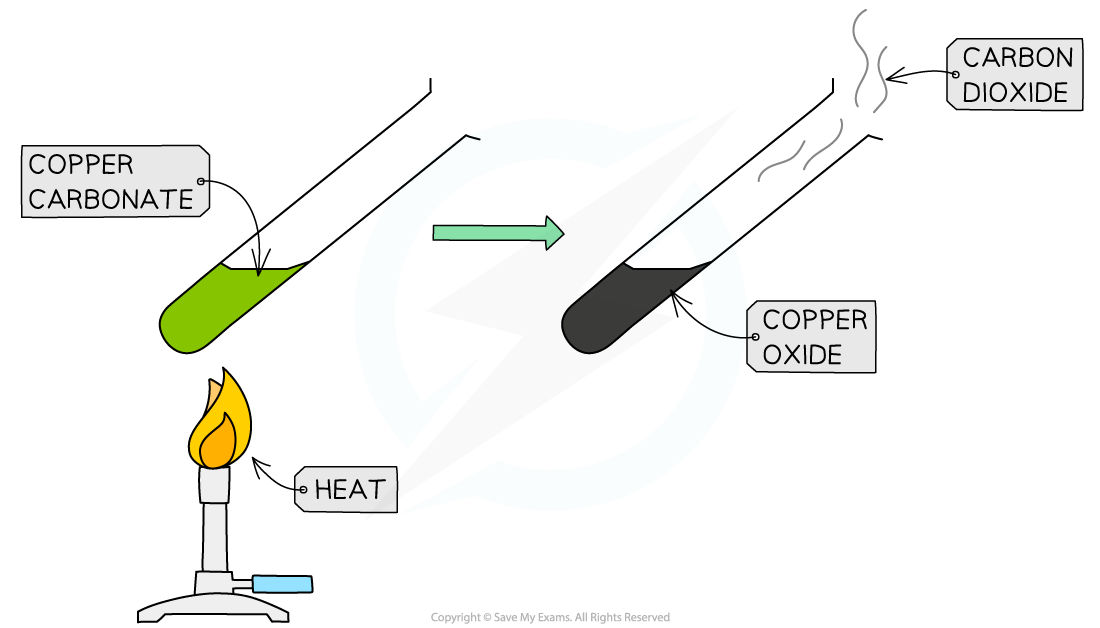 CARBON
DIOXIDE
COPPER
CARBONATE
COPPER
OXIDE
HEAT
Copyright © Save My Exams. All Rights Reserved